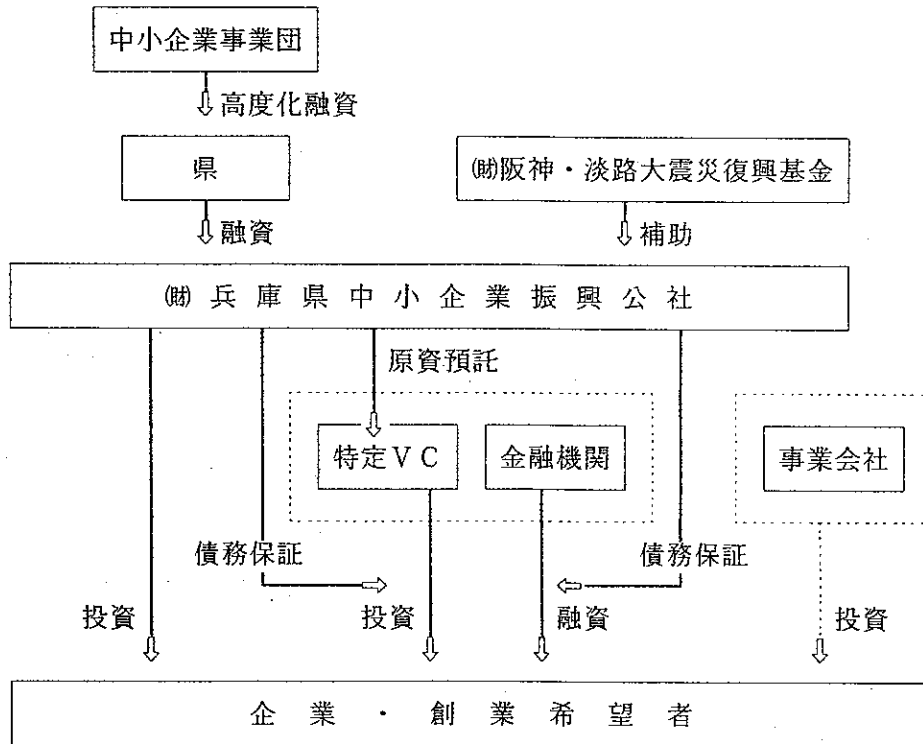 中小企業事業団
高度化融資
県
㈶阪神・淡路大震災復興基金
融資
補助
㈶兵庫県中小企業振興公社
原資預託
特定VC
金融機関
事業会社
債務保証
債務保証
投資
投資
融資
投資
企業・創業希望者